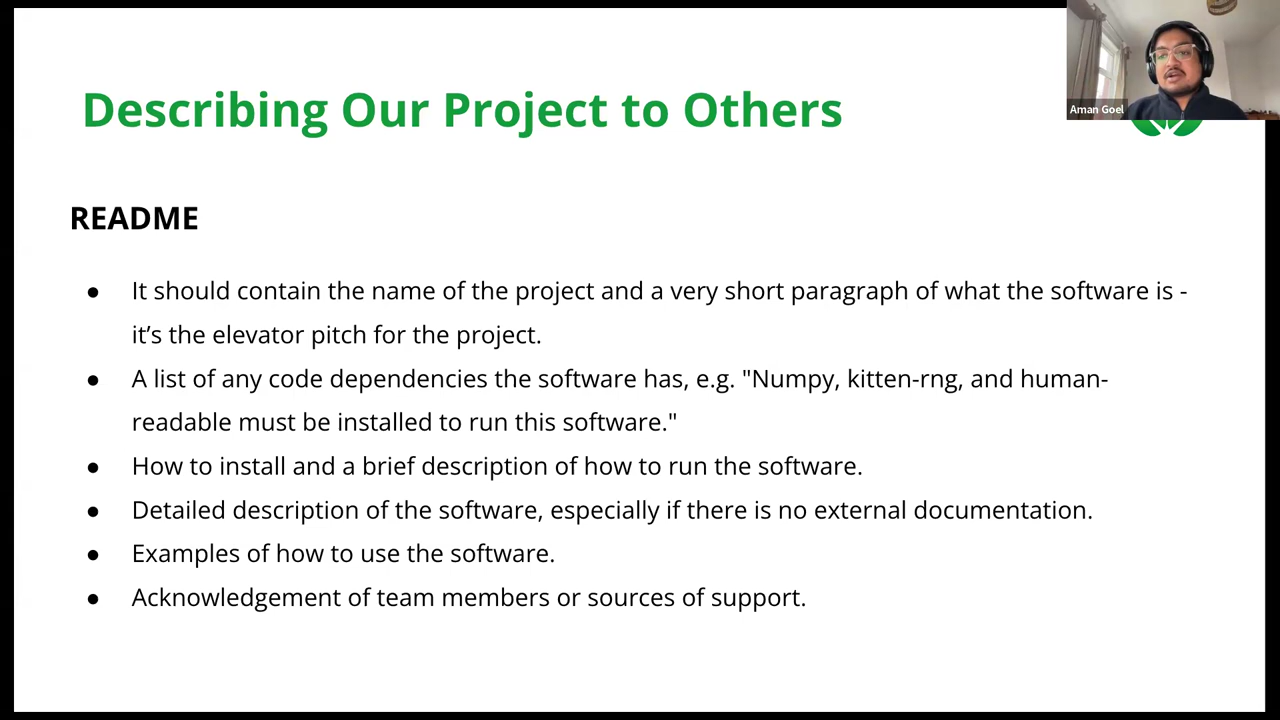 Describing Our Project to Others
Aman Goel
README
● It should contain the name of the project and a very short paragraph of what the software is -
it’s the elevator pitch for the project.
● A list of any code dependencies the software has, e.g. "Numpy, kitten-rng, and human-
readable must be installed to run this software."
● How to install and a brief description of how to run the software.
● Detailed description of the software, especially if there is no external documentation.
● Examples of how to use the software.
● Acknowledgement of team members or sources of support.